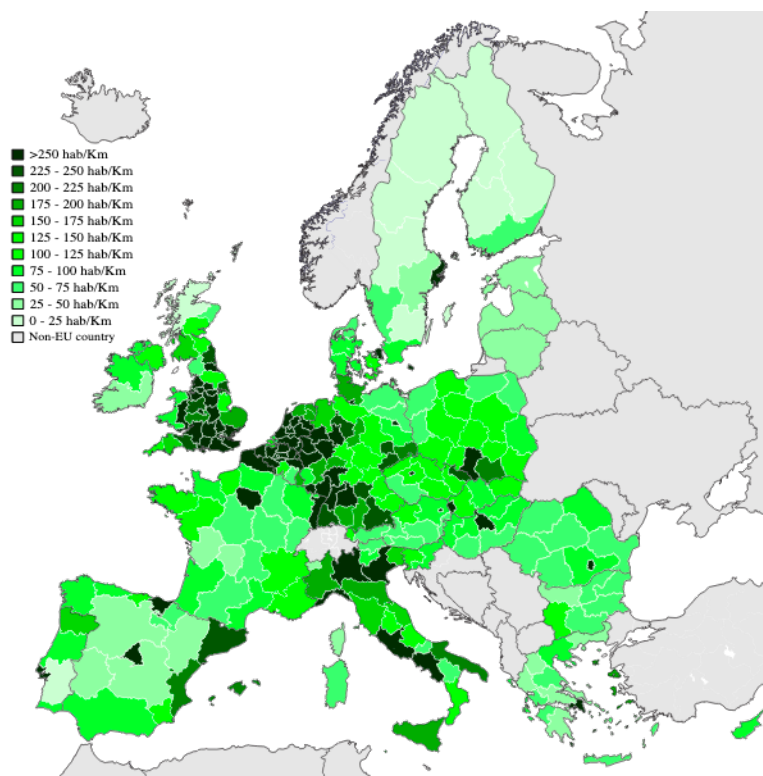 >250 hab/Km
225 - 250 hab/Km
200 - 225 hab/Km
175 - 200 hab/Km
150 - 175 hab/Km
125 - 150 hab/Km
100 - 125 hab/Km
75 - 100 hab/Km
50 - 75 hab/Km
25 - 50 hab/Km
0 - 25 hab/Km
Non-EU country